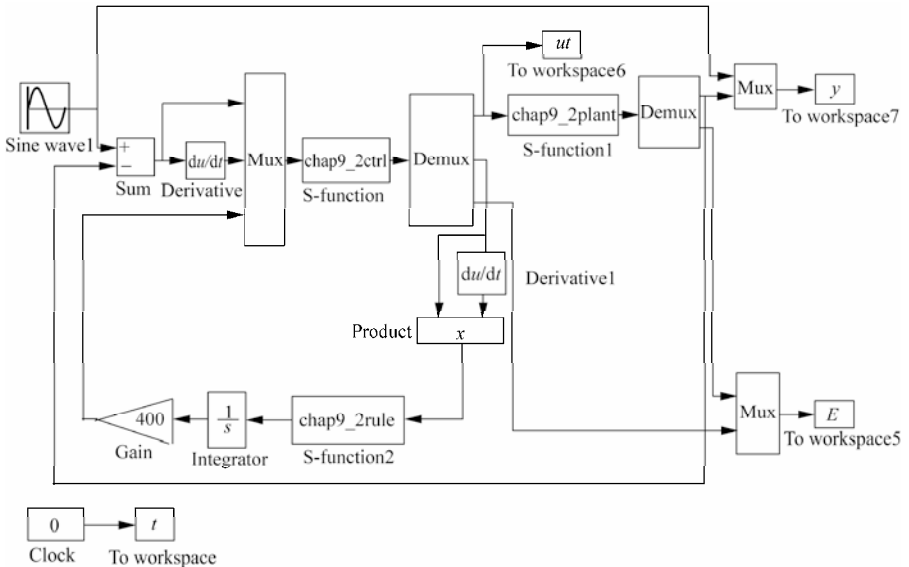 ut
To workspace6
Sine wave1
+
−
Sum
du/dt
Derivative
Mux
chap9_2ctrl
S-function
Demux
chap9_2plant
S-function1
Demux
Mux
y
To workspace7
du/dt
Derivative1
Product
x
400
Gain
1
s
Integrator
chap9_2rule
S-function2
Mux
E
To workspace5
0
Clock
t
To workspace